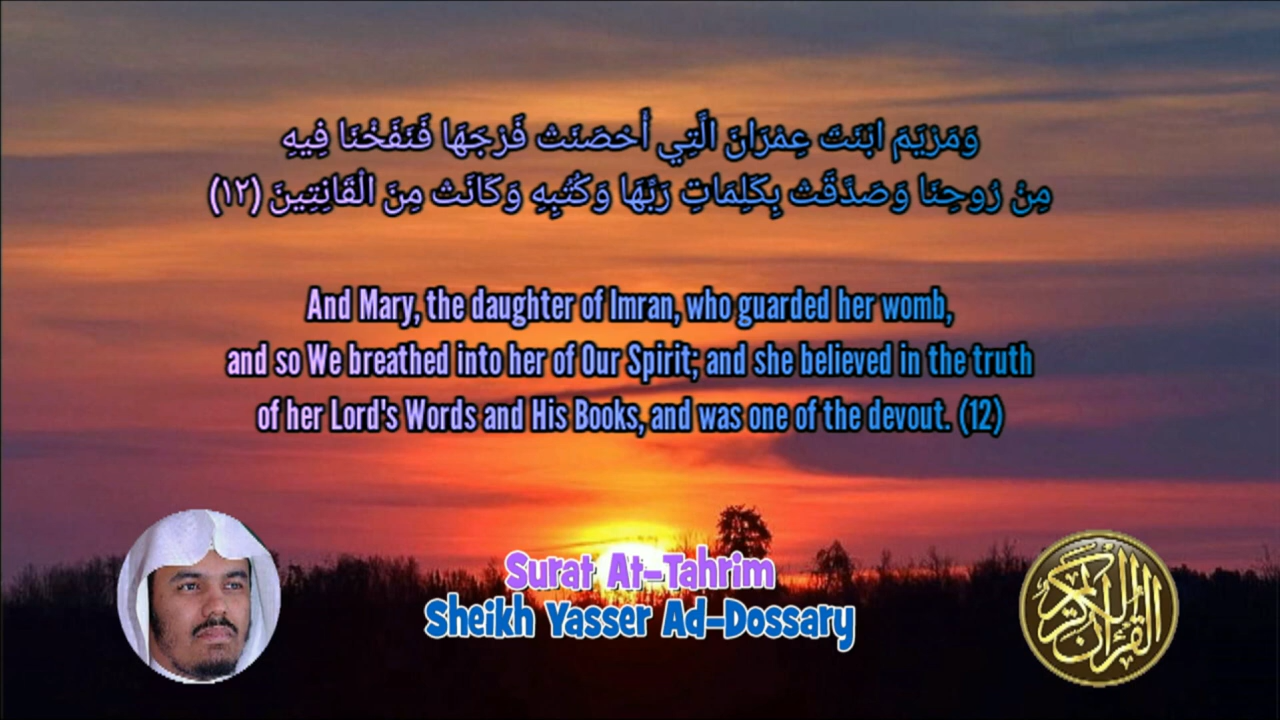 وَمَرْيَمَ ابْنَتَ عِمْرَانَ الَّتِي أَحْصَنَتْ فَرْجَهَا فَنَفَخْنَا فِيهِ
مِنْ رُوحِنَا وَصَدَّقَتْ بِكَلِمَاتِ رَبِّهَا وَكُتُبِهِ وَكَانَتْ مِنَ الْقَانِتِينَ (١٢)
And Mary, the daughter of Imran, who guarded her womb,
and so We breathed into her of Our Spirit; and she believed in the truth
of her Lord's Words and His Books, and was one of the devout. (12)
Surat At-Tahrim
Sheikh Yasser Ad-Dossary
القرآن الكريم